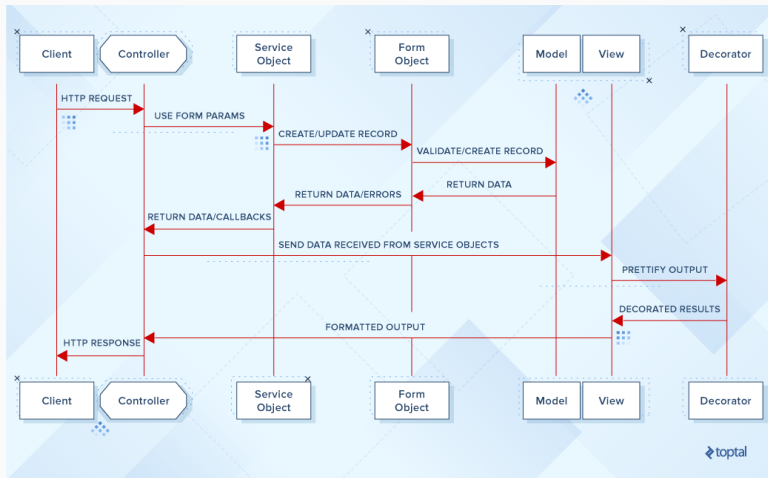 Client
Controller
Service
Object
Form
Object
Model
View
Decorator
HTTP REQUEST
USE FORM PARAMS
CREATE/UPDATE RECORD
VALIDATE/CREATE RECORD
RETURN DATA
RETURN DATA/ERRORS
RETURN DATA/CALLBACKS
SEND DATA RECEIVED FROM SERVICE OBJECTS
PRETTIFY OUTPUT
DECORATED RESULTS
FORMATTED OUTPUT
HTTP RESPONSE
Client
Controller
Service
Object
Form
Object
Model
View
Decorator
toptal